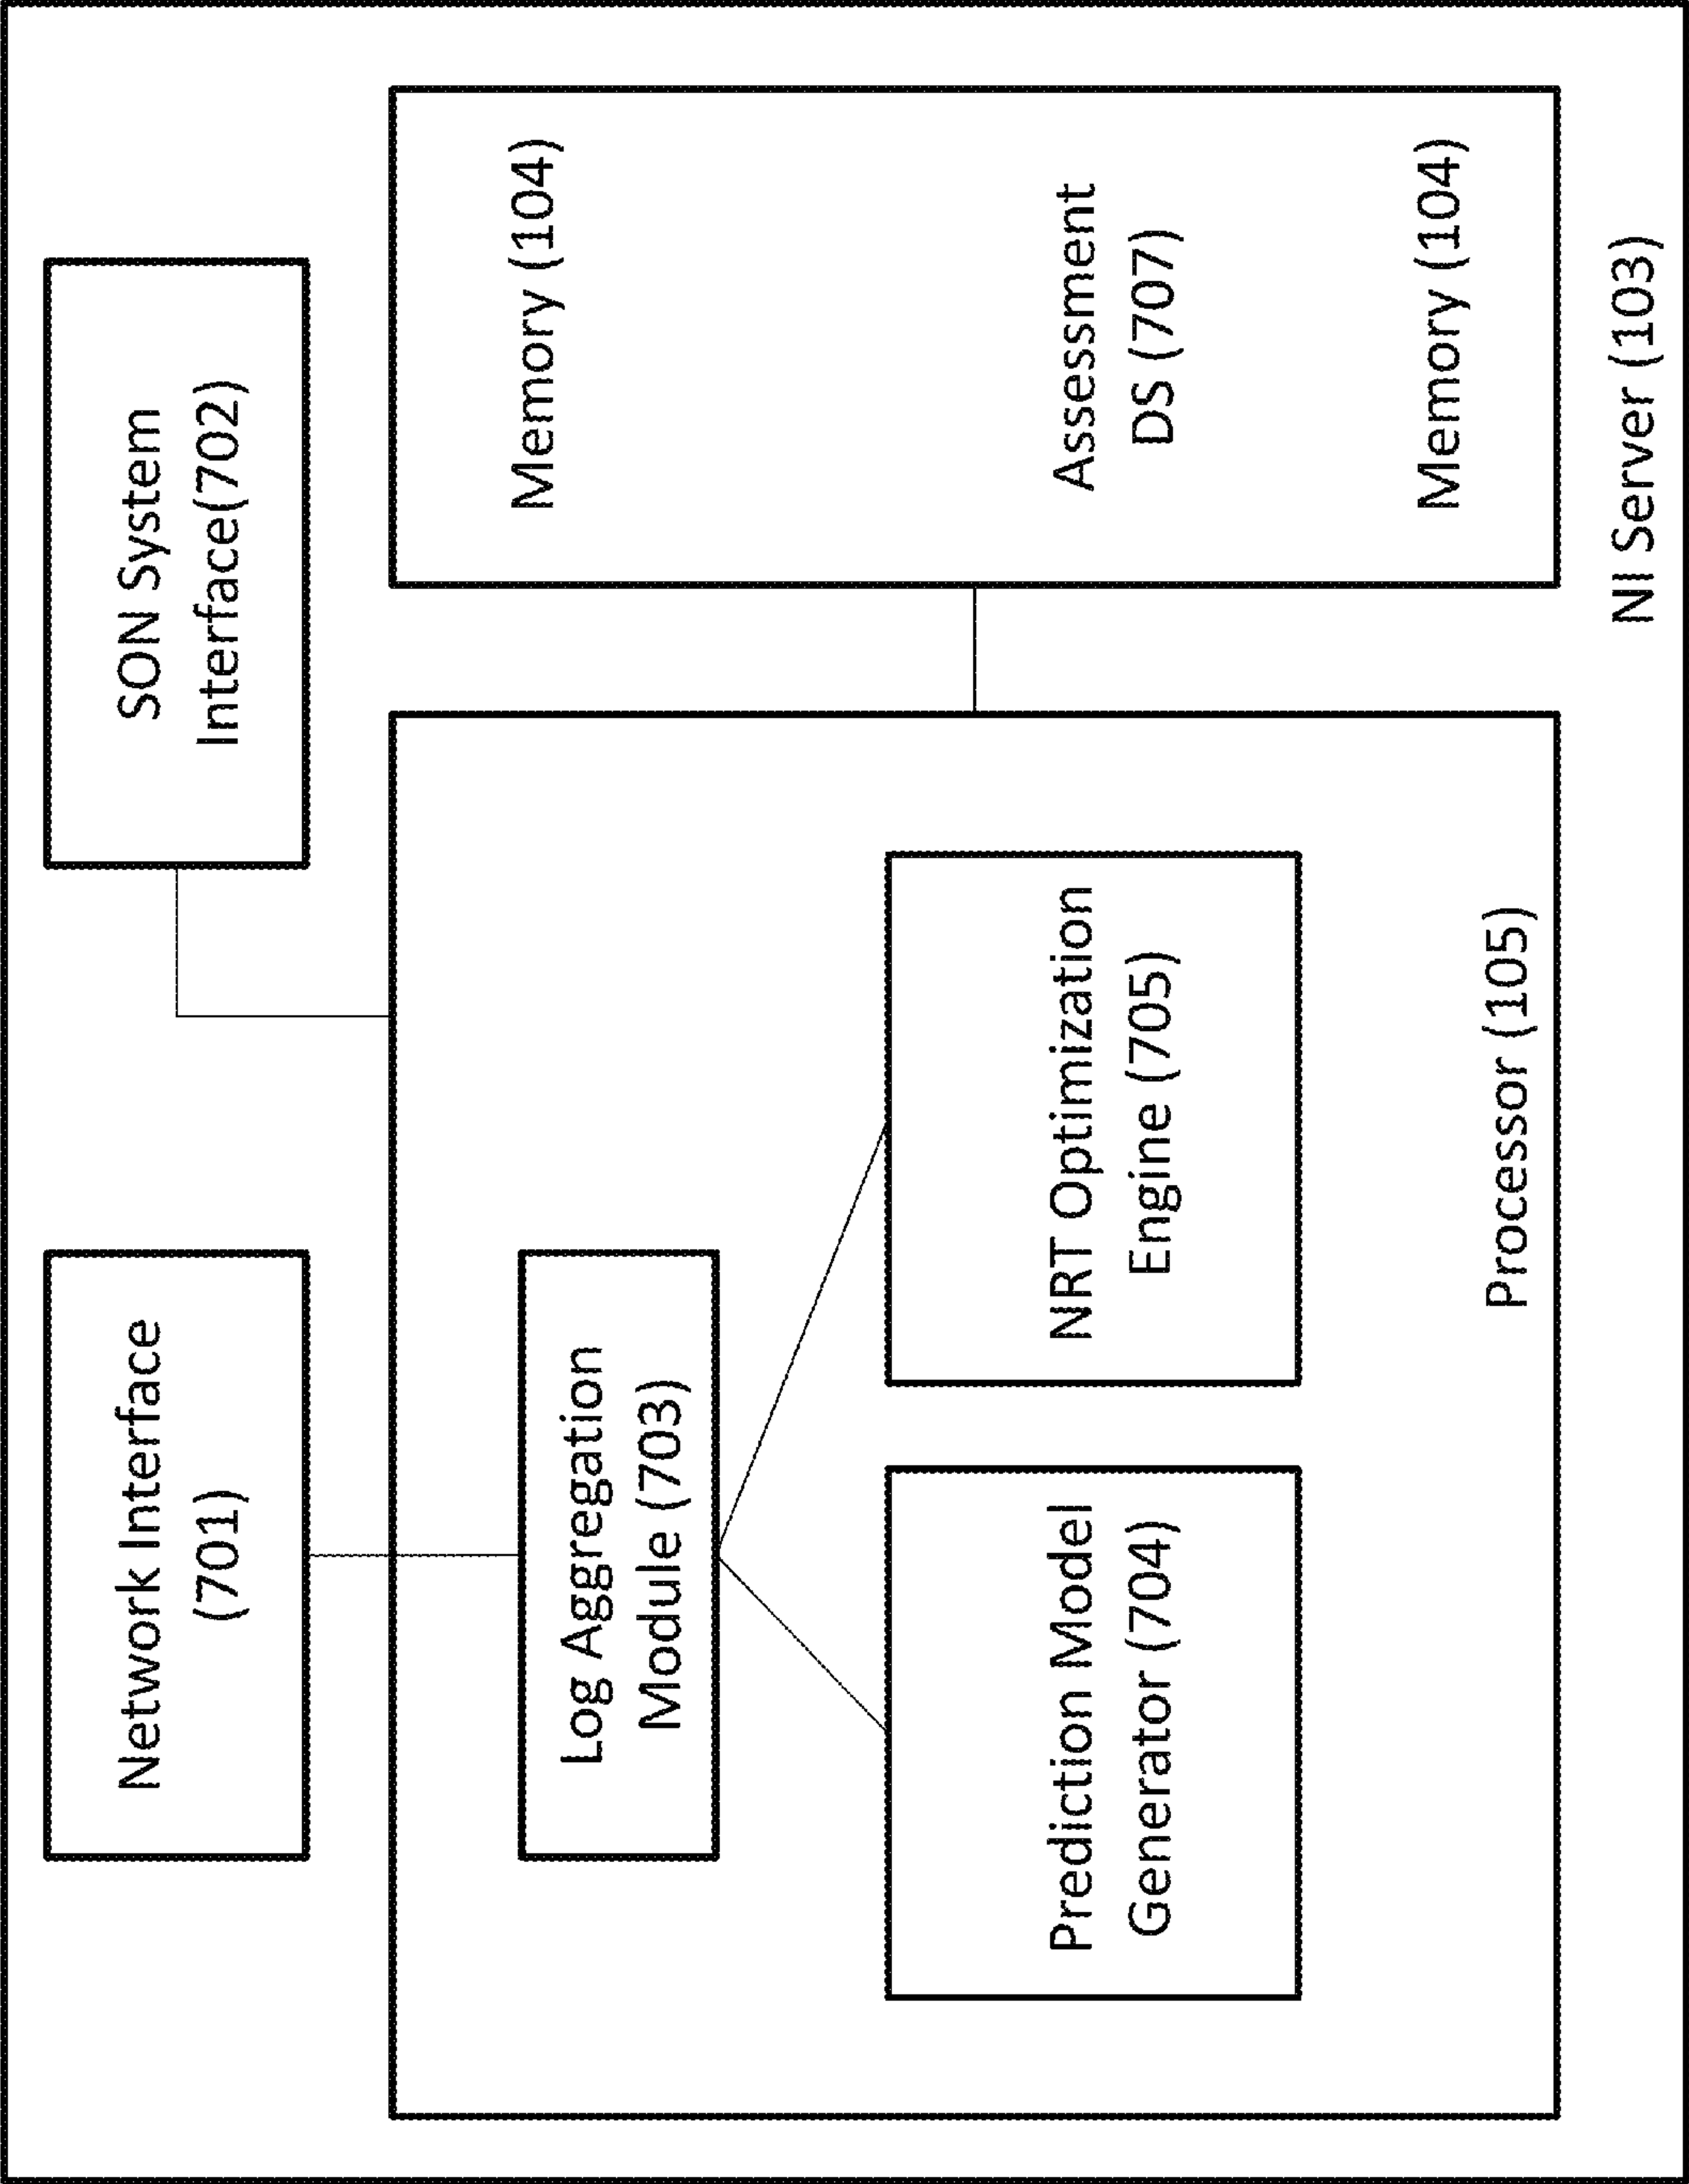 Network Interface
(701)
SON System
Interface(702)
Log Aggregation
Module (703)
Prediction Model
Generator (704)
NRT Optimization
Engine (705)
Processor (105)
Memory (104)
Assessment
DS (707)
Memory (104)
NI Server (103)